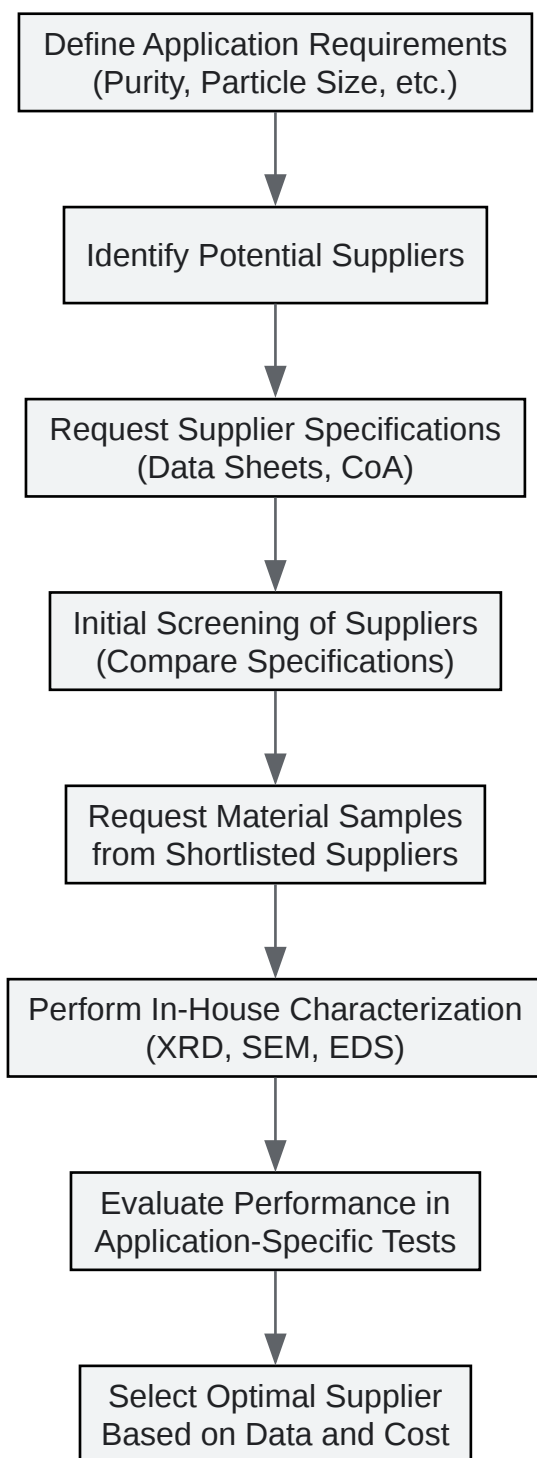 Define Application Requirements
(Purity, Particle Size, etc.)
Identify Potential Suppliers
Request Supplier Specifications
(Data Sheets, CoA)
Initial Screening of Suppliers
(Compare Specifications)
Request Material Samples
from Shortlisted Suppliers
Perform In-House Characterization
(XRD, SEM, EDS)
Evaluate Performance in
Application-Specific Tests
Select Optimal Supplier
Based on Data and Cost